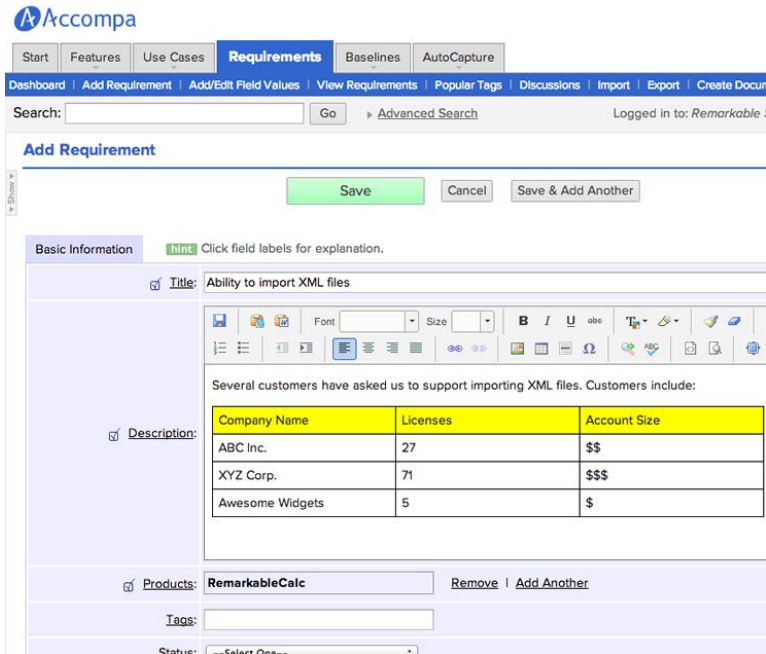 Accompa
Start Features Use Cases Requirements Baselines AutoCapture
Dashboard | Add Requirement | Add/Edit Field Values | View Requirements | Popular Tags | Discussions | Import | Export | Create Docum
Search: Go Advanced Search Logged in to: Remarkable S
Add Requirement
Show
Save Cancel Save & Add Another
Basic Information hint Click field labels for explanation.
Title: Ability to import XML files
Font Size B I U abc T
Ω ABC
Several customers have asked us to support importing XML files. Customers include:
Company Name Licenses Account Size
ABC Inc. 27 $$
XYZ Corp. 71 $$$
Awesome Widgets 5 $
Description:
Products: RemarkableCalc Remove | Add Another
Tags:
Status: --Select One--